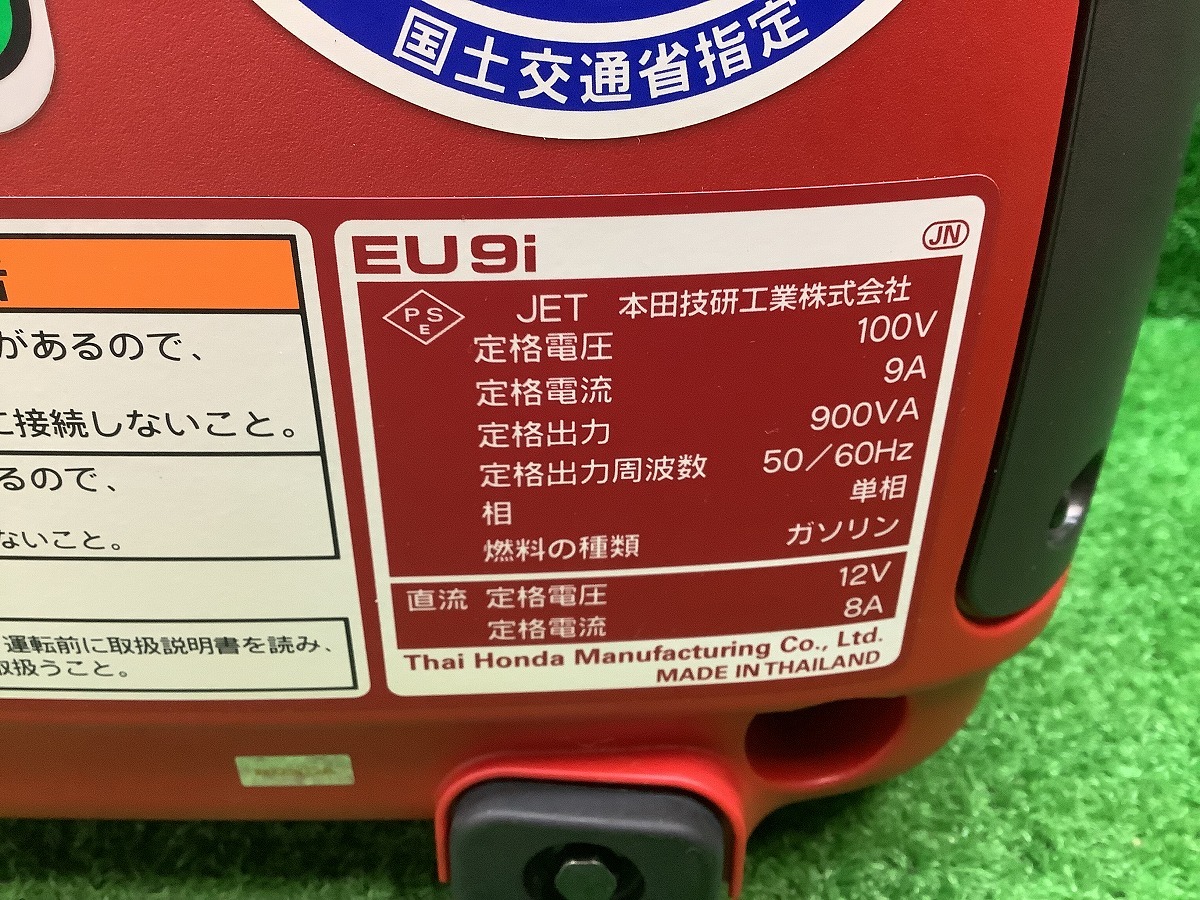 国土交通省指定
があるので、
に接続しないこと。
るので、
ないこと。
運転前に取扱説明書を読み、
取扱うこと。
EU9i JN
PSE JET 本田技研工業株式会社
定格電圧 100V
定格電流 9A
定格出力 900VA
定格出力周波数 50/60Hz
相 単相
燃料の種類 ガソリン
直流 定格電圧 12V
定格電流 8A
Thai Honda Manufacturing Co., Ltd.
MADE IN THAILAND